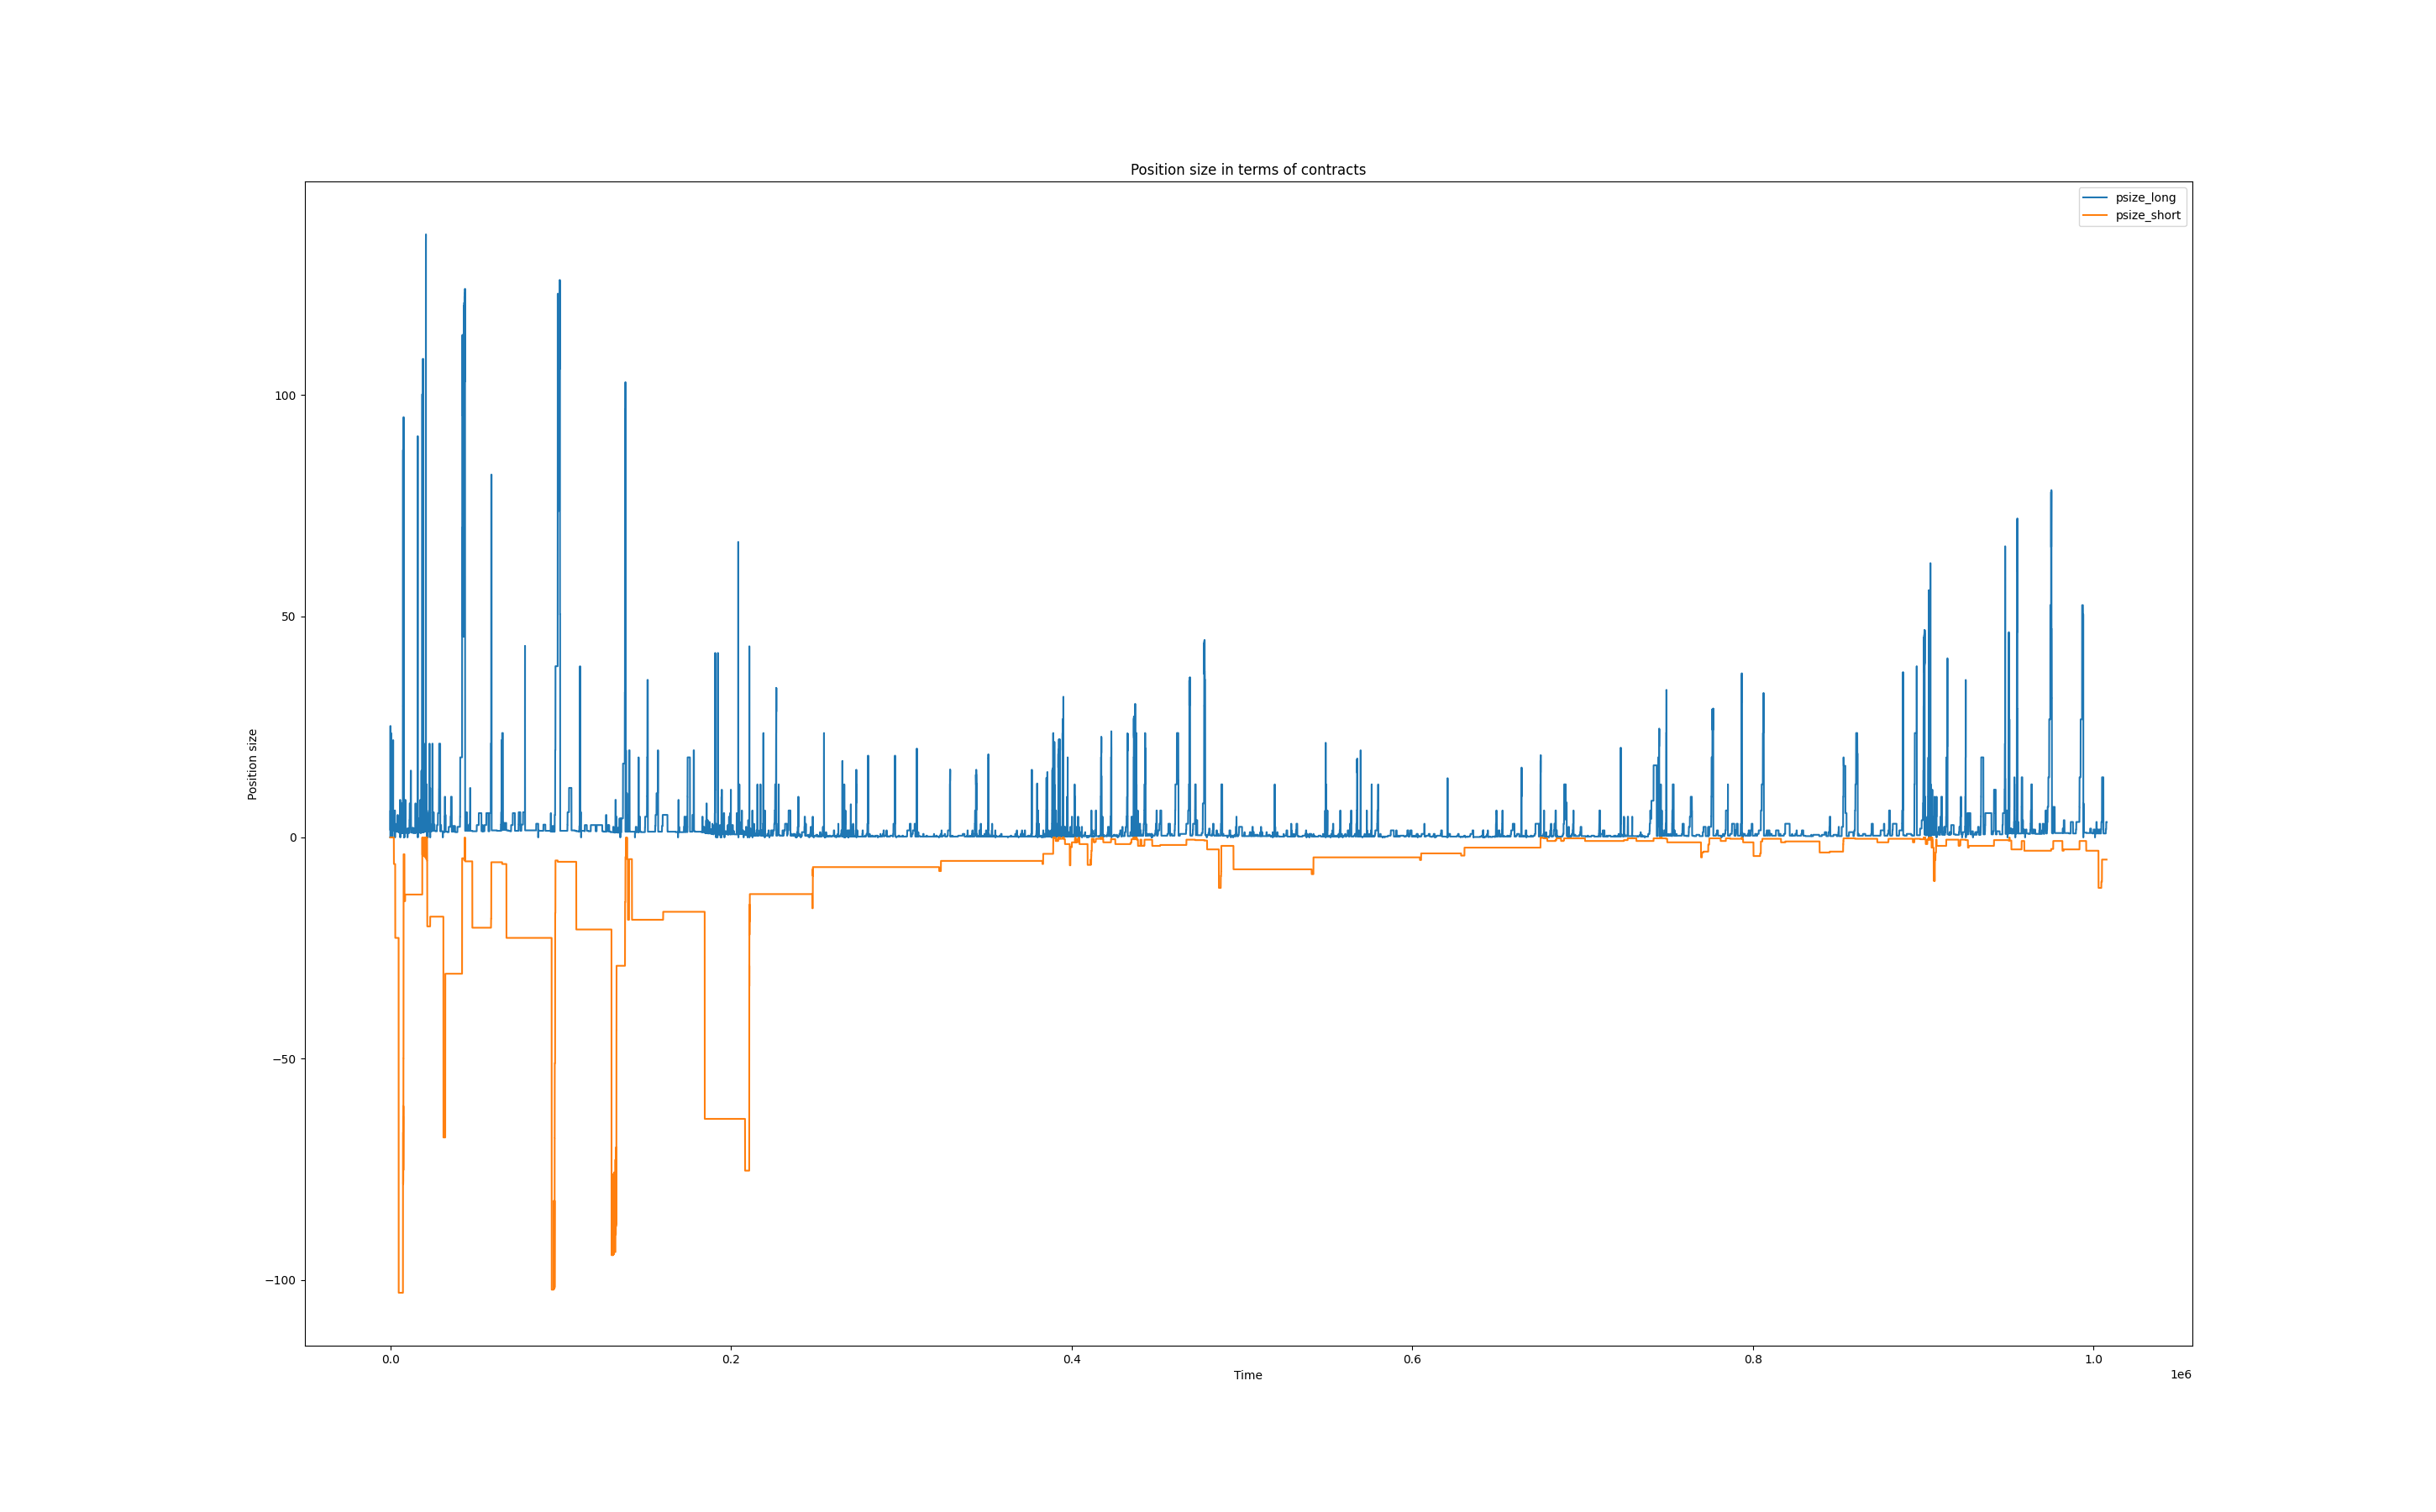 Position size in terms of contracts
psize_long
psize_short
Position size
100
50
0
−50
−100
0.0
0.2
0.4
0.6
0.8
1.0
1e6
Time